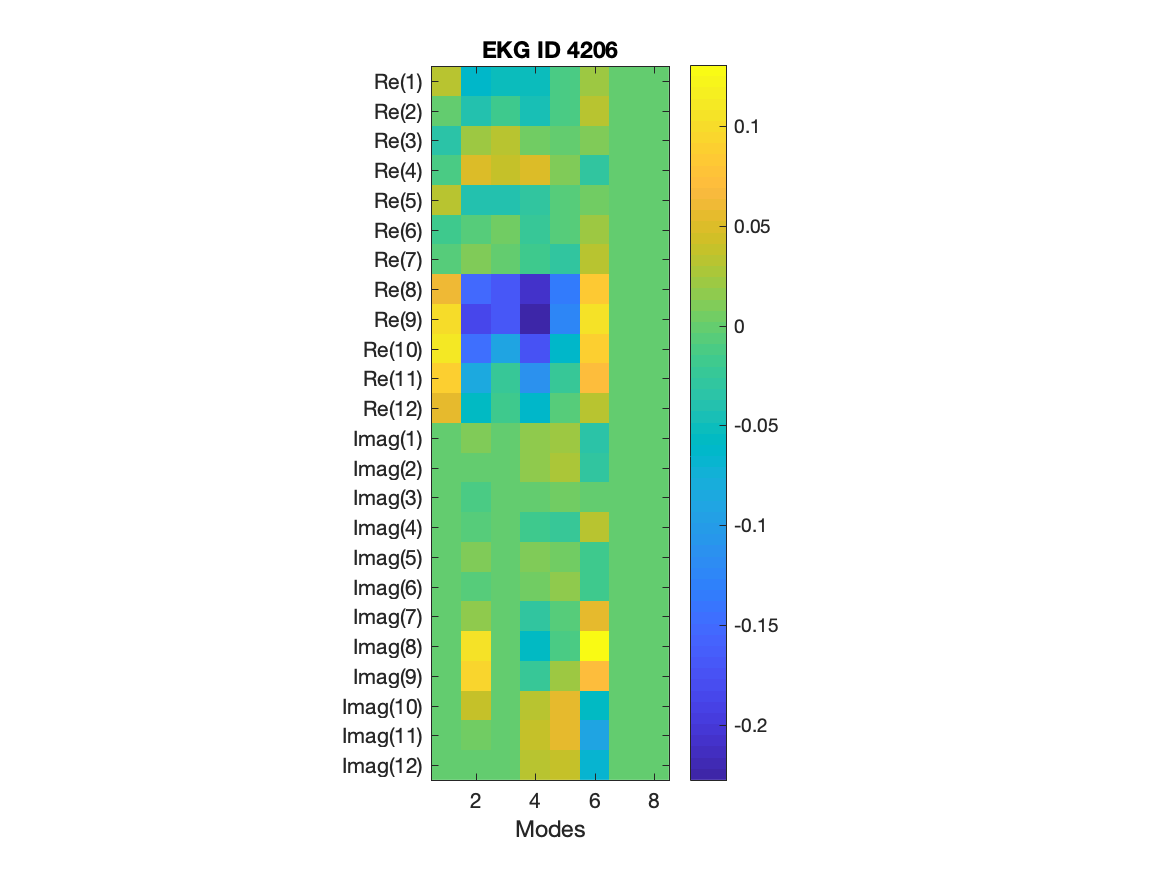 EKG ID 4206
Re(1)
Re(2)
Re(3)
Re(4)
Re(5)
Re(6)
Re(7)
Re(8)
Re(9)
Re(10)
Re(11)
Re(12)
Imag(1)
Imag(2)
Imag(3)
Imag(4)
Imag(5)
Imag(6)
Imag(7)
Imag(8)
Imag(9)
Imag(10)
Imag(11)
Imag(12)
2 4 6 8
Modes
0.1
0.05
0
-0.05
-0.1
-0.15
-0.2